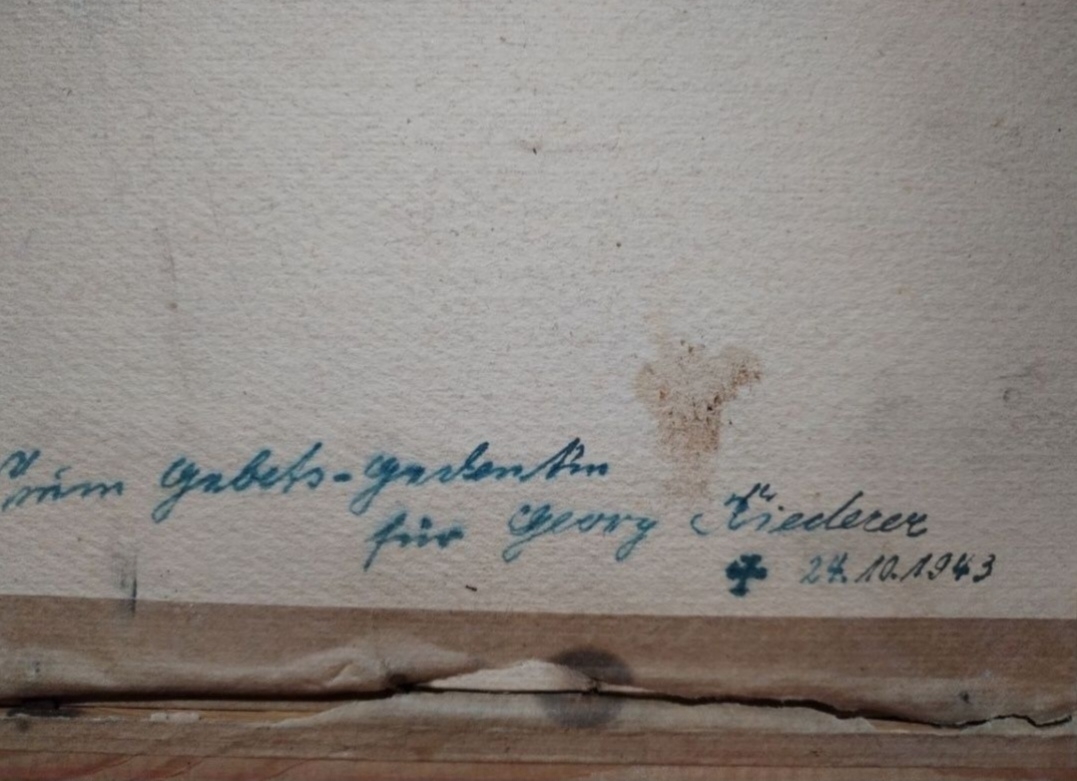 Zum Gebets-Gedenken
für Georg Riederer
✠ 24.10.1943